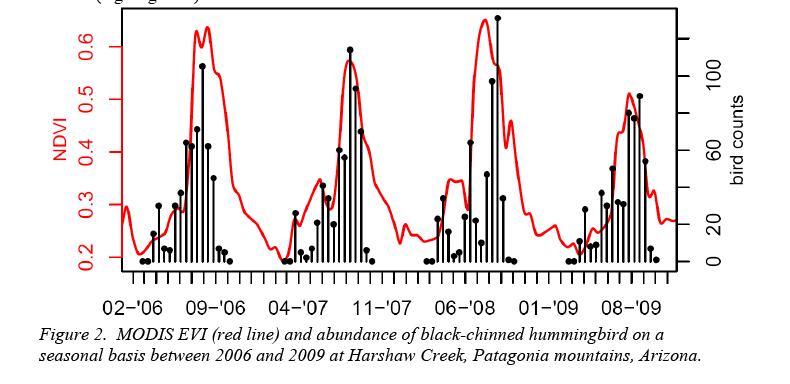 0.6
0.5
0.4
0.3
0.2
NDVI
100
60
20
0
bird counts
02-'06 09-'06 04-'07 11-'07 06-'08 01-'09 08-'09
Figure 2. MODIS EVI (red line) and abundance of black-chinned hummingbird on a
seasonal basis between 2006 and 2009 at Harshaw Creek, Patagonia mountains, Arizona.